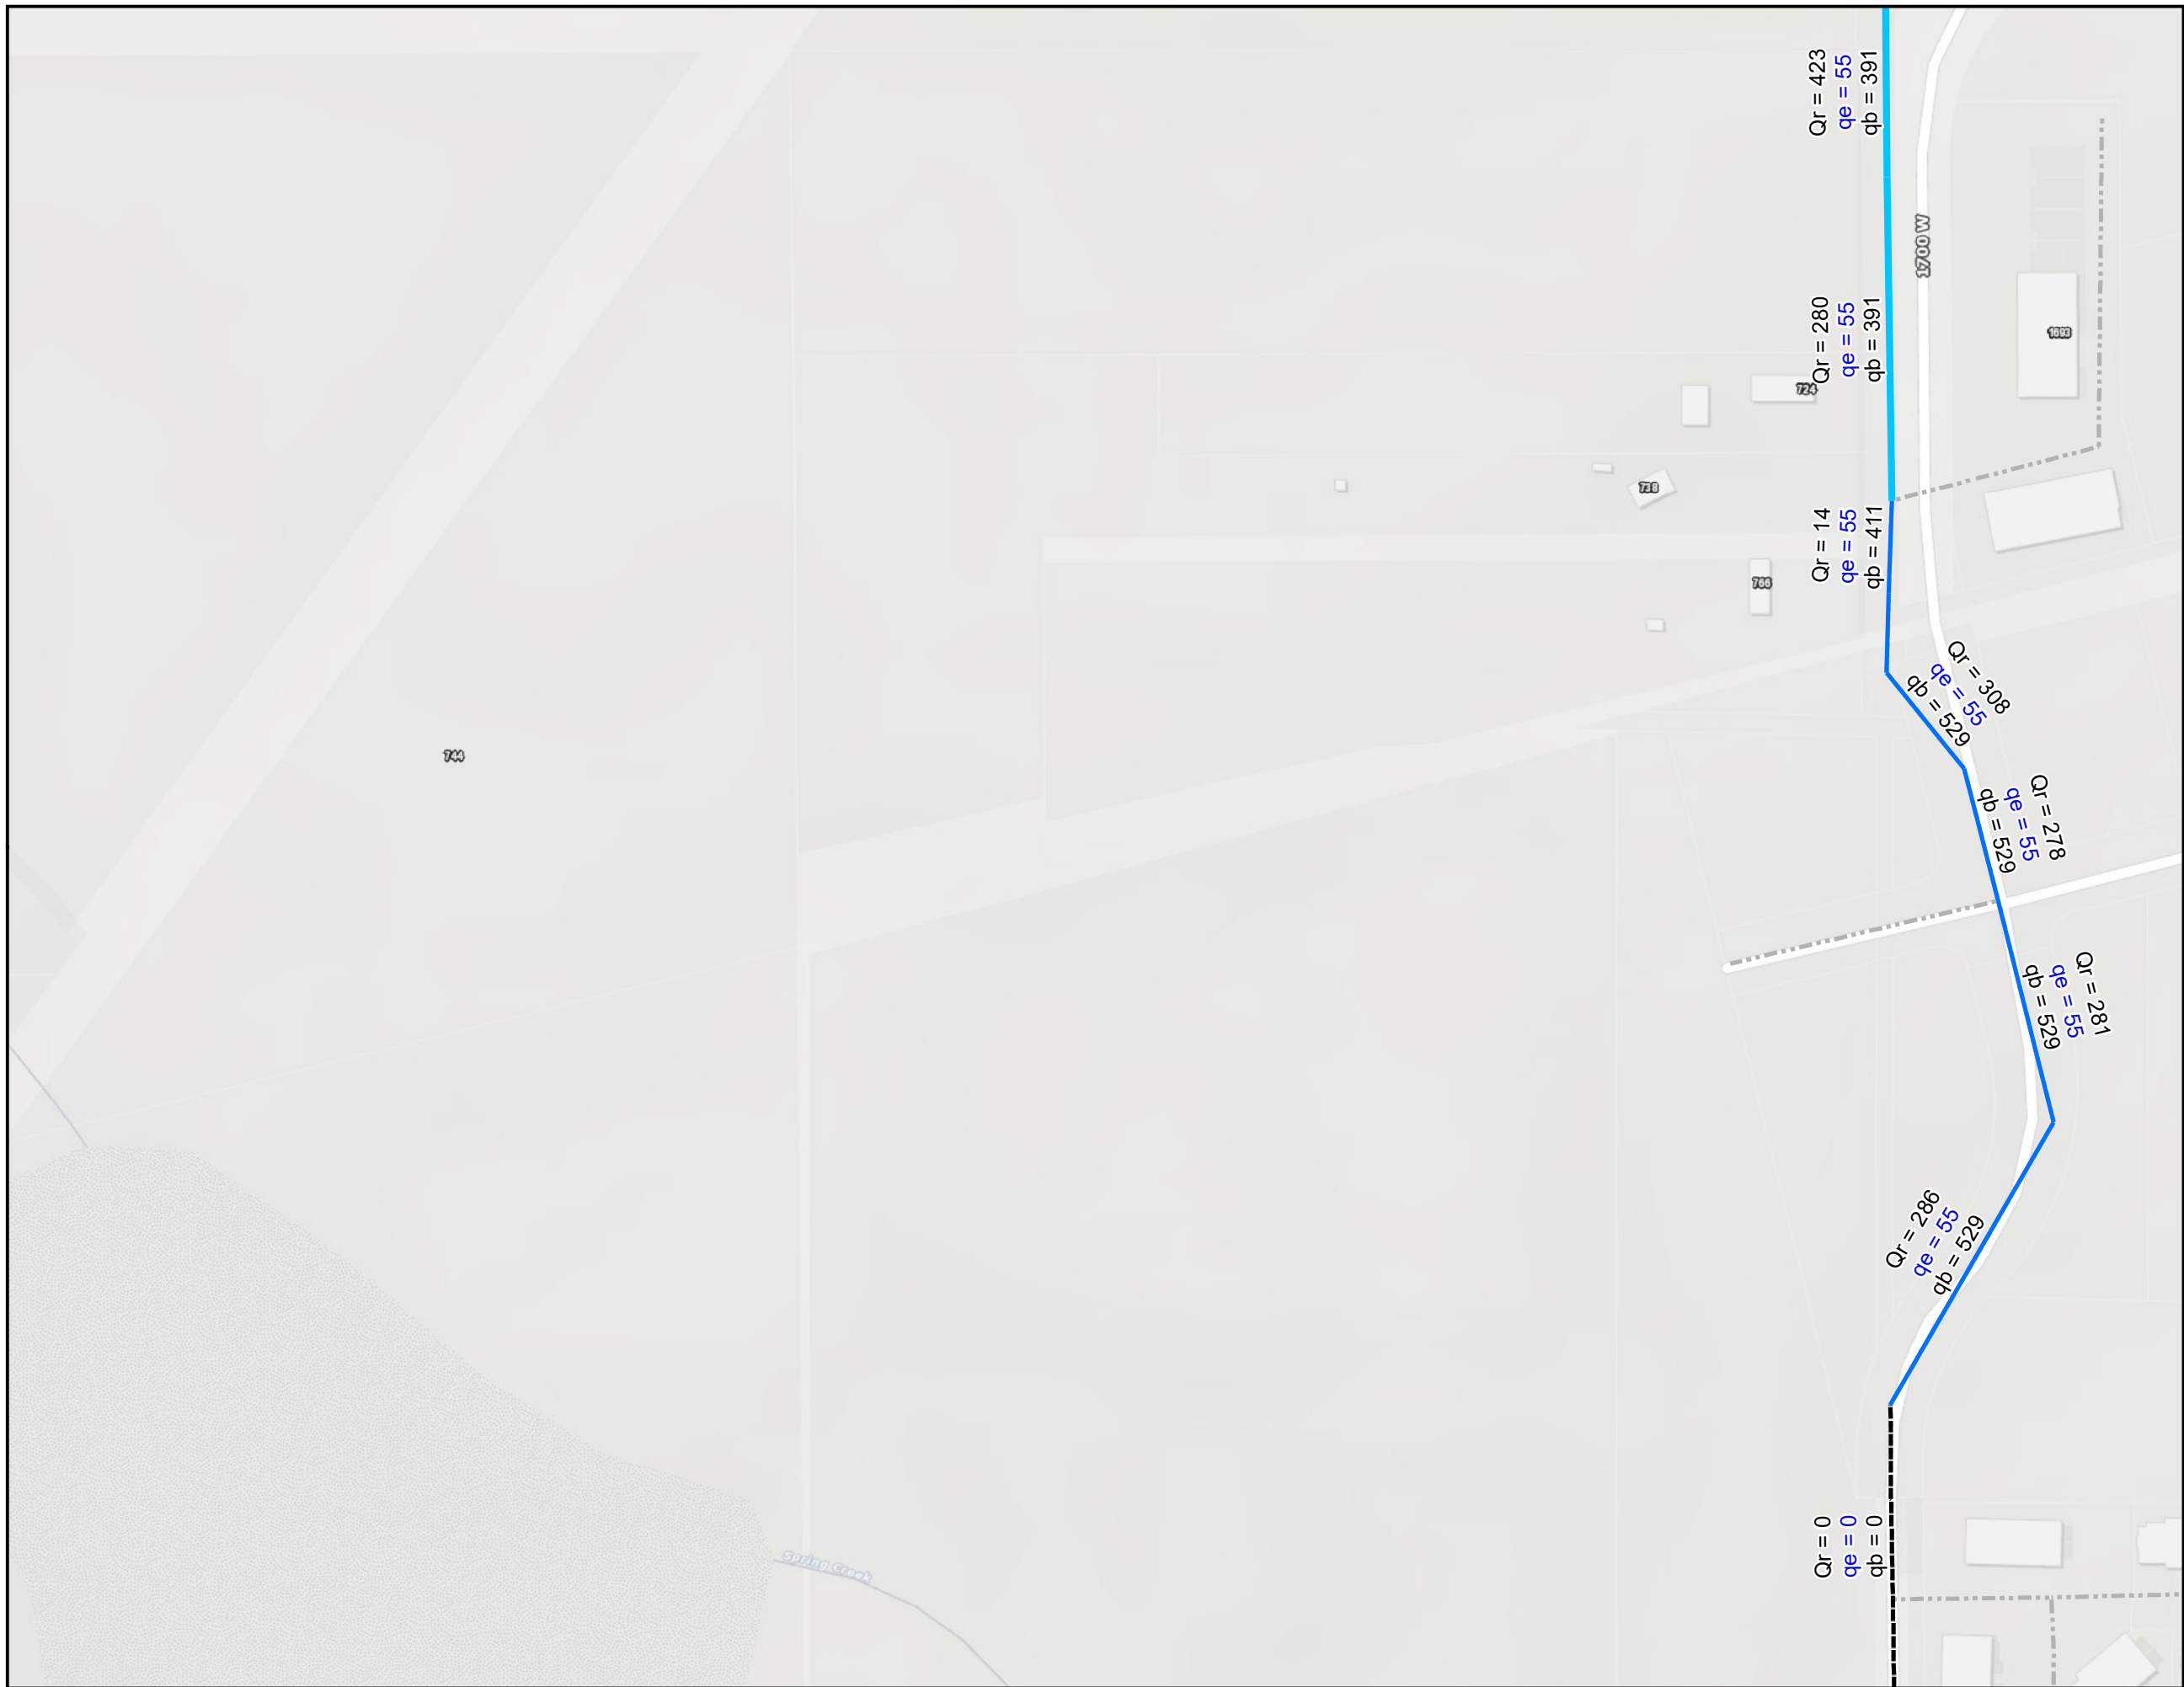 Qr = 423
qe = 55
qb = 391
1700 W
Qr = 280
qe = 55
qb = 391
1693
724
738
Qr = 14
qe = 55
qb = 411
766
Qr = 308
qe = 55
qb = 529
744
Qr = 278
qe = 55
qb = 529
Qr = 281
qe = 55
qb = 529
Qr = 286
qe = 55
qb = 529
Qr = 0
qe = 0
qb = 0
Spring Creek